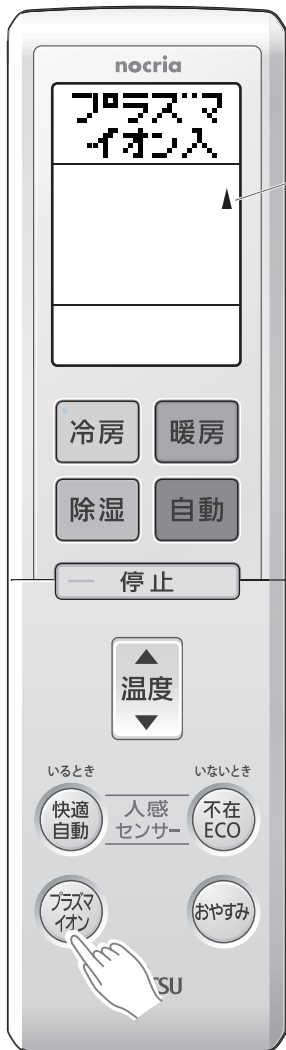 nocria
プラズマ
イオン入
冷房
暖房
除湿
自動
停止
▲
温度
▼
いるとき
いないとき
快適
自動
人感
センサー
不在
ECO
プラズマ
イオン
おやすみ
TSU